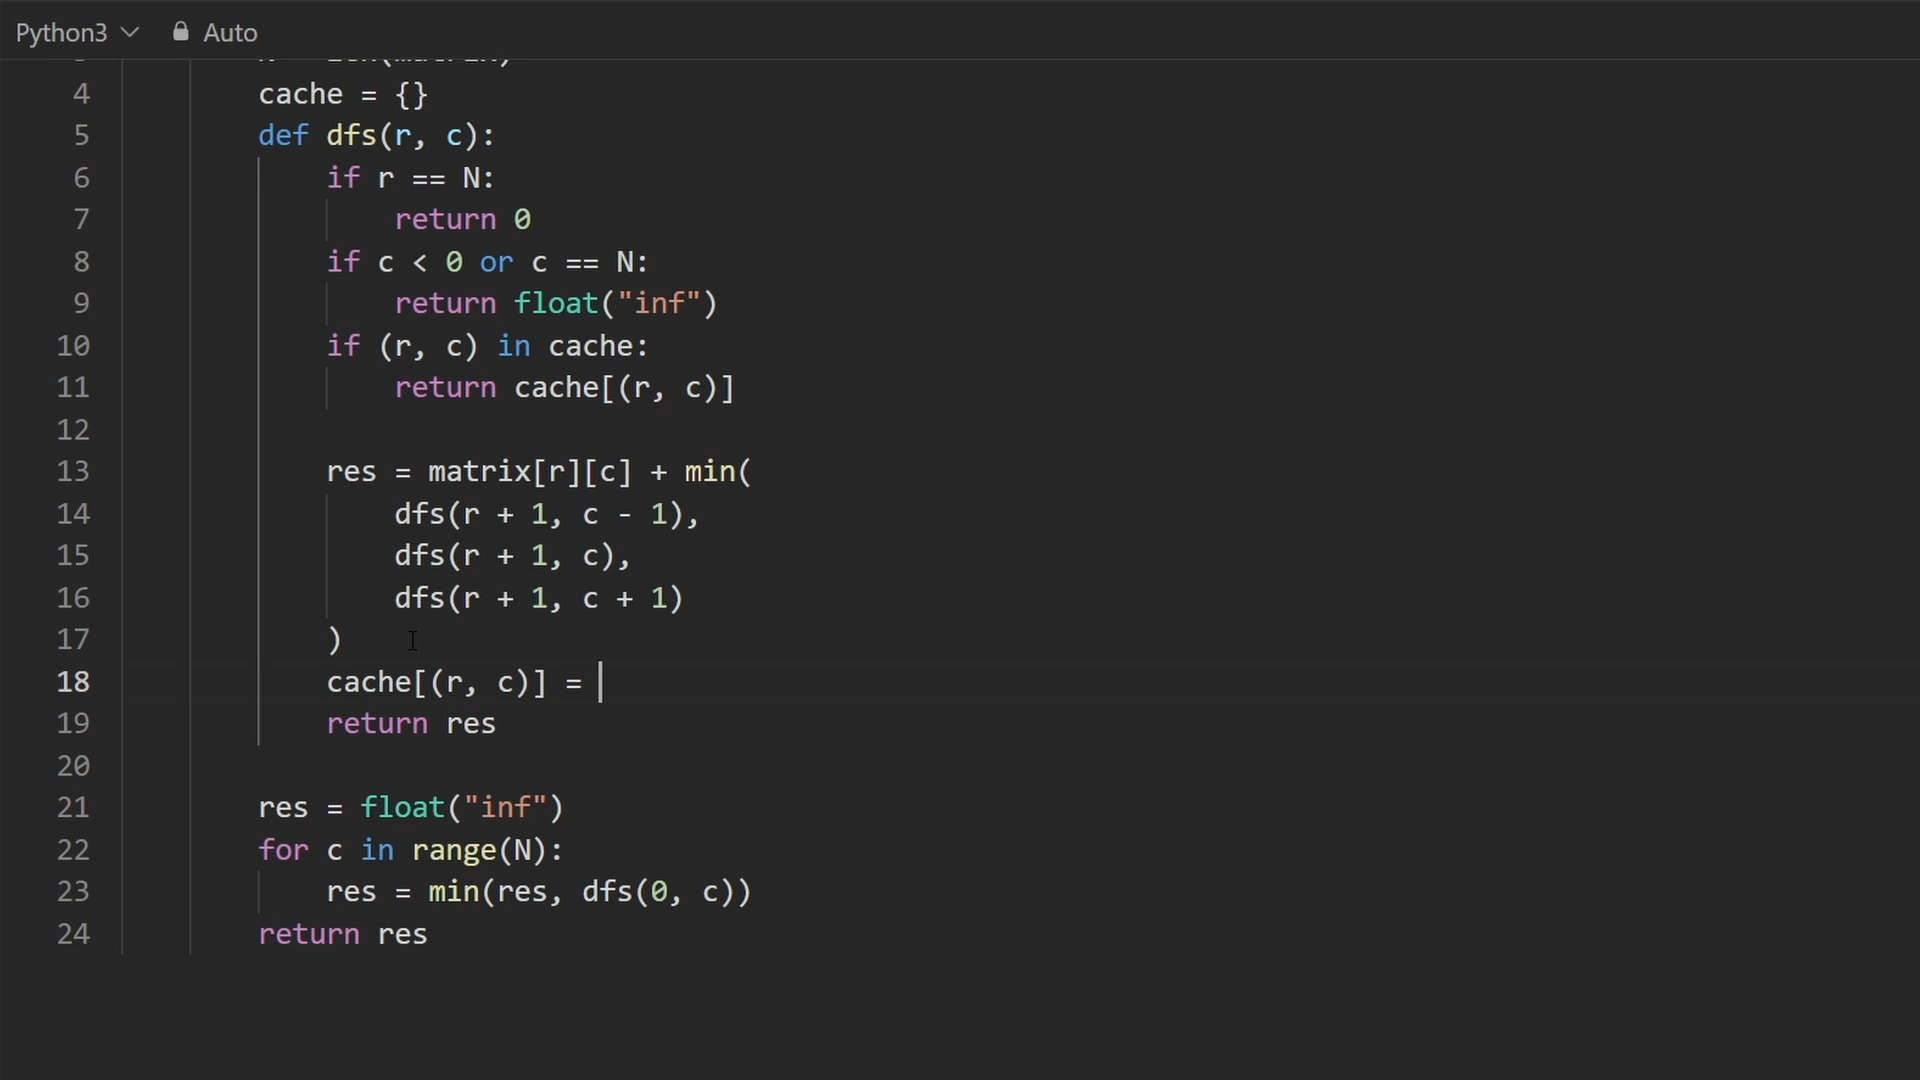 Python3 Auto
4 cache = {}
5 def dfs(r, c):
6 if r == N:
7 return 0
8 if c < 0 or c == N:
9 return float("inf")
10 if (r, c) in cache:
11 return cache[(r, c)]
12
13 res = matrix[r][c] + min(
14 dfs(r + 1, c - 1),
15 dfs(r + 1, c),
16 dfs(r + 1, c + 1)
17 )
18 cache[(r, c)] =
19 return res
20
21 res = float("inf")
22 for c in range(N):
23 res = min(res, dfs(0, c))
24 return res